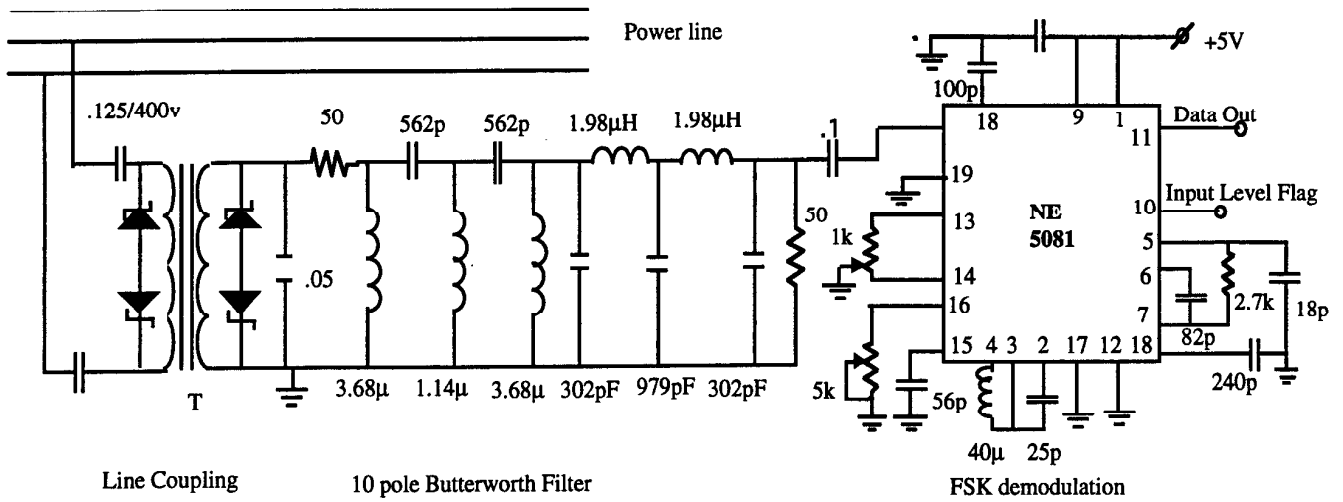 Power line
+5V
.125/400v
100p
50
562p
562p
1.98μH
1.98μH
.1
18
9
1
11
Data Out
19
13
14
16
15
10
Input Level Flag
5
6
7
NE
5081
1k
50
.05
2.7k
18p
82p
4
3
2
17
12
18
240p
5k
56p
T
3.68μ
1.14μ
3.68μ
302pF
979pF
302pF
40μ
25p
Line Coupling
10 pole Butterworth Filter
FSK demodulation